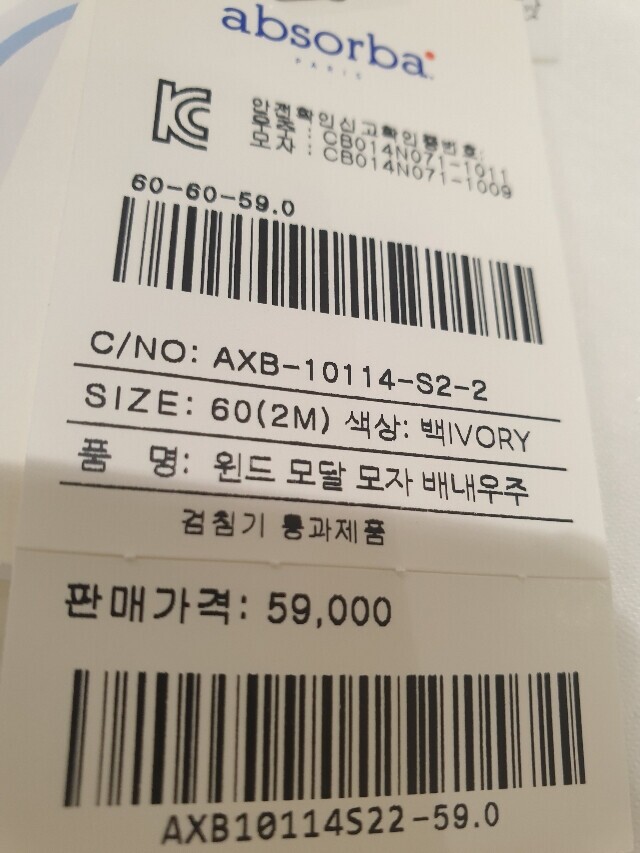 absorba
PARIS
안전확인신고확인증번호:
우주 : CB014N071-1011
모자 : CB014N071-1009
60-60-59.0
C/NO: AXB-10114-S2-2
SIZE: 60(2M) 색상: 백IVORY
품 명: 윈드 모달 모자 배내우주
검침기 통과제품
판매가격: 59,000
AXB10114S22-59.0